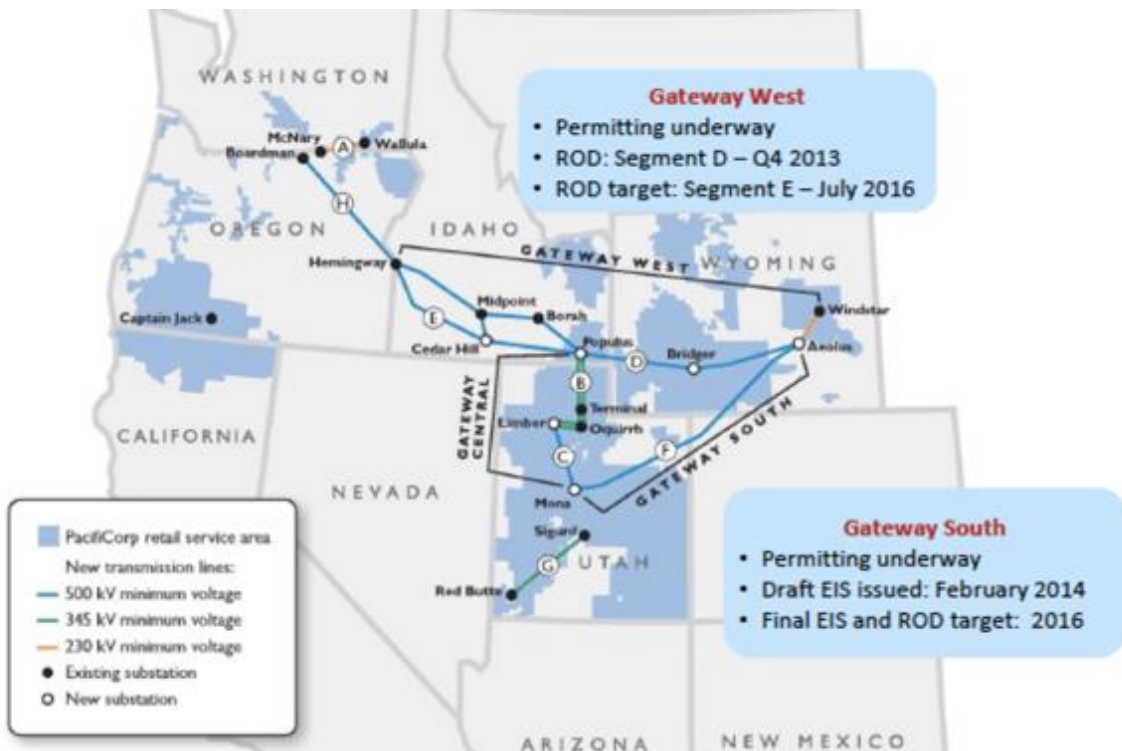 WASHINGTON
McNary
Boardman
A
Wallula
H
OREGON
IDAHO
Hemingway
GATEWAY WEST
WYOMING
Gateway West
• Permitting underway
• ROD: Segment D – Q4 2013
• ROD target: Segment E – July 2016
Captain Jack
E
Midpoint
Borah
Cedar Hill
Populus
D
Bridger
Windstar
Aeolus
B
GATEWAY CENTRAL
Terminal
Limber
Oquirrh
GATEWAY SOUTH
CALIFORNIA
C
F
NEVADA
Mona
Sigurd
G
UTAH
Red Butte
Gateway South
• Permitting underway
• Draft EIS issued: February 2014
• Final EIS and ROD target: 2016
PacifiCorp retail service area
New transmission lines:
500 kV minimum voltage
345 kV minimum voltage
230 kV minimum voltage
Existing substation
New substation
ARIZONA
NEW MEXICO